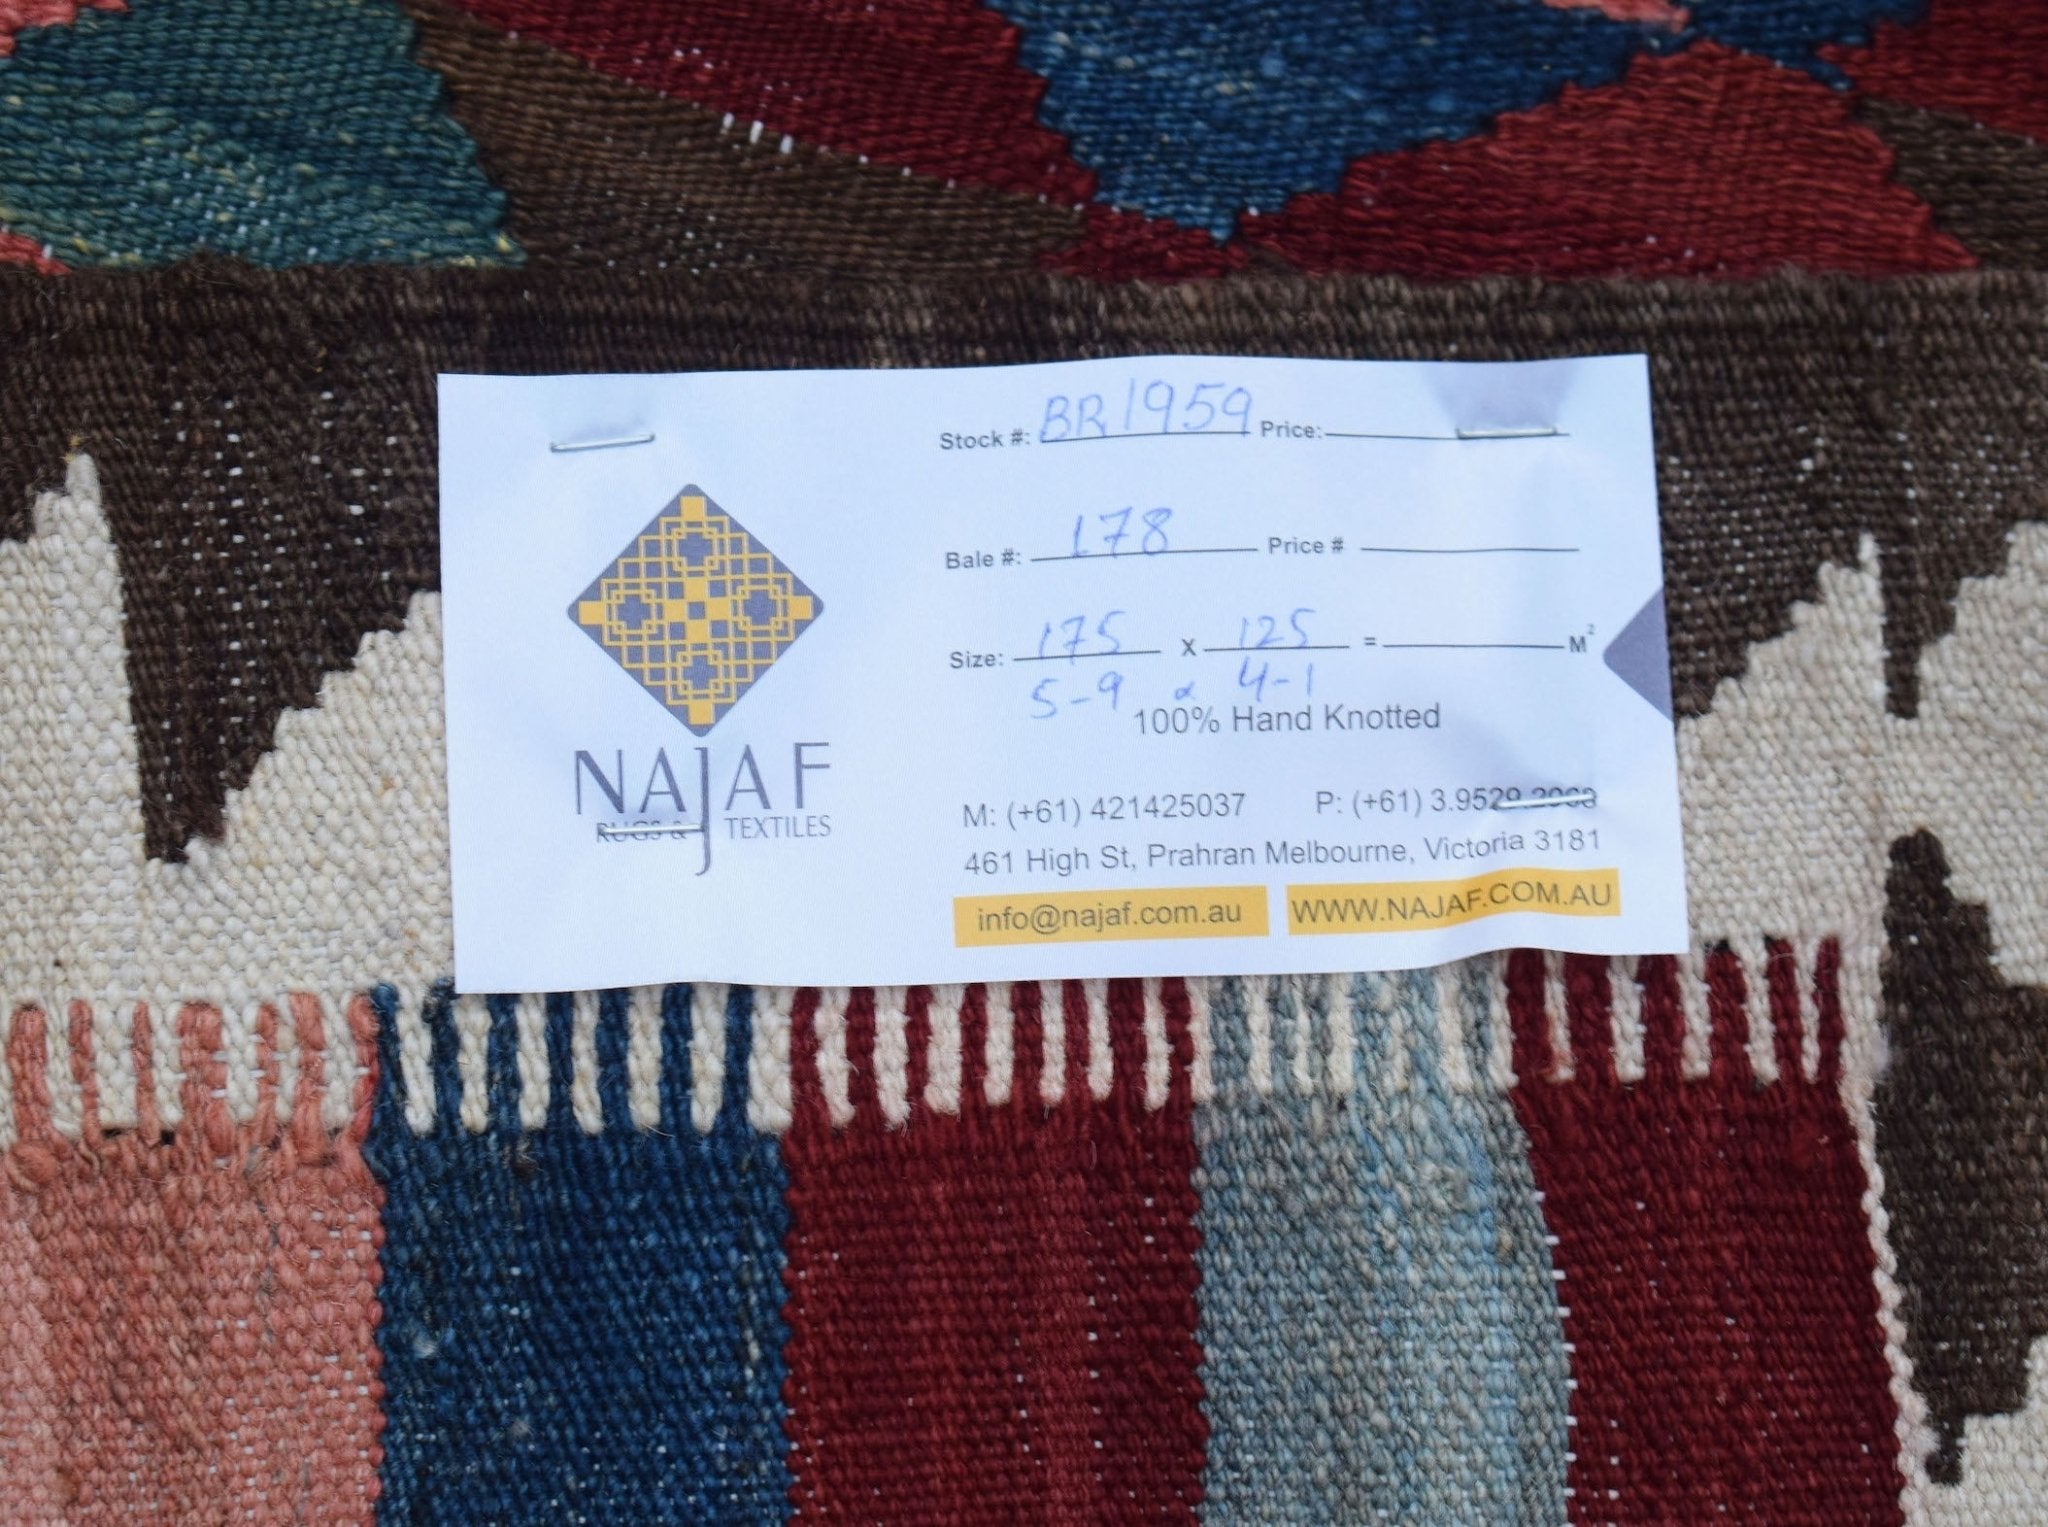 Stock #: BR1959 Price:
Bale #: 178 Price #
Size: 175 X 125 = M²
5-9 x 4-1
100% Hand Knotted
NAJAF
RUGS & TEXTILES
M: (+61) 421425037 P: (+61) 3.9529
461 High St, Prahran Melbourne, Victoria 3181
info@najaf.com.au WWW.NAJAF.COM.AU